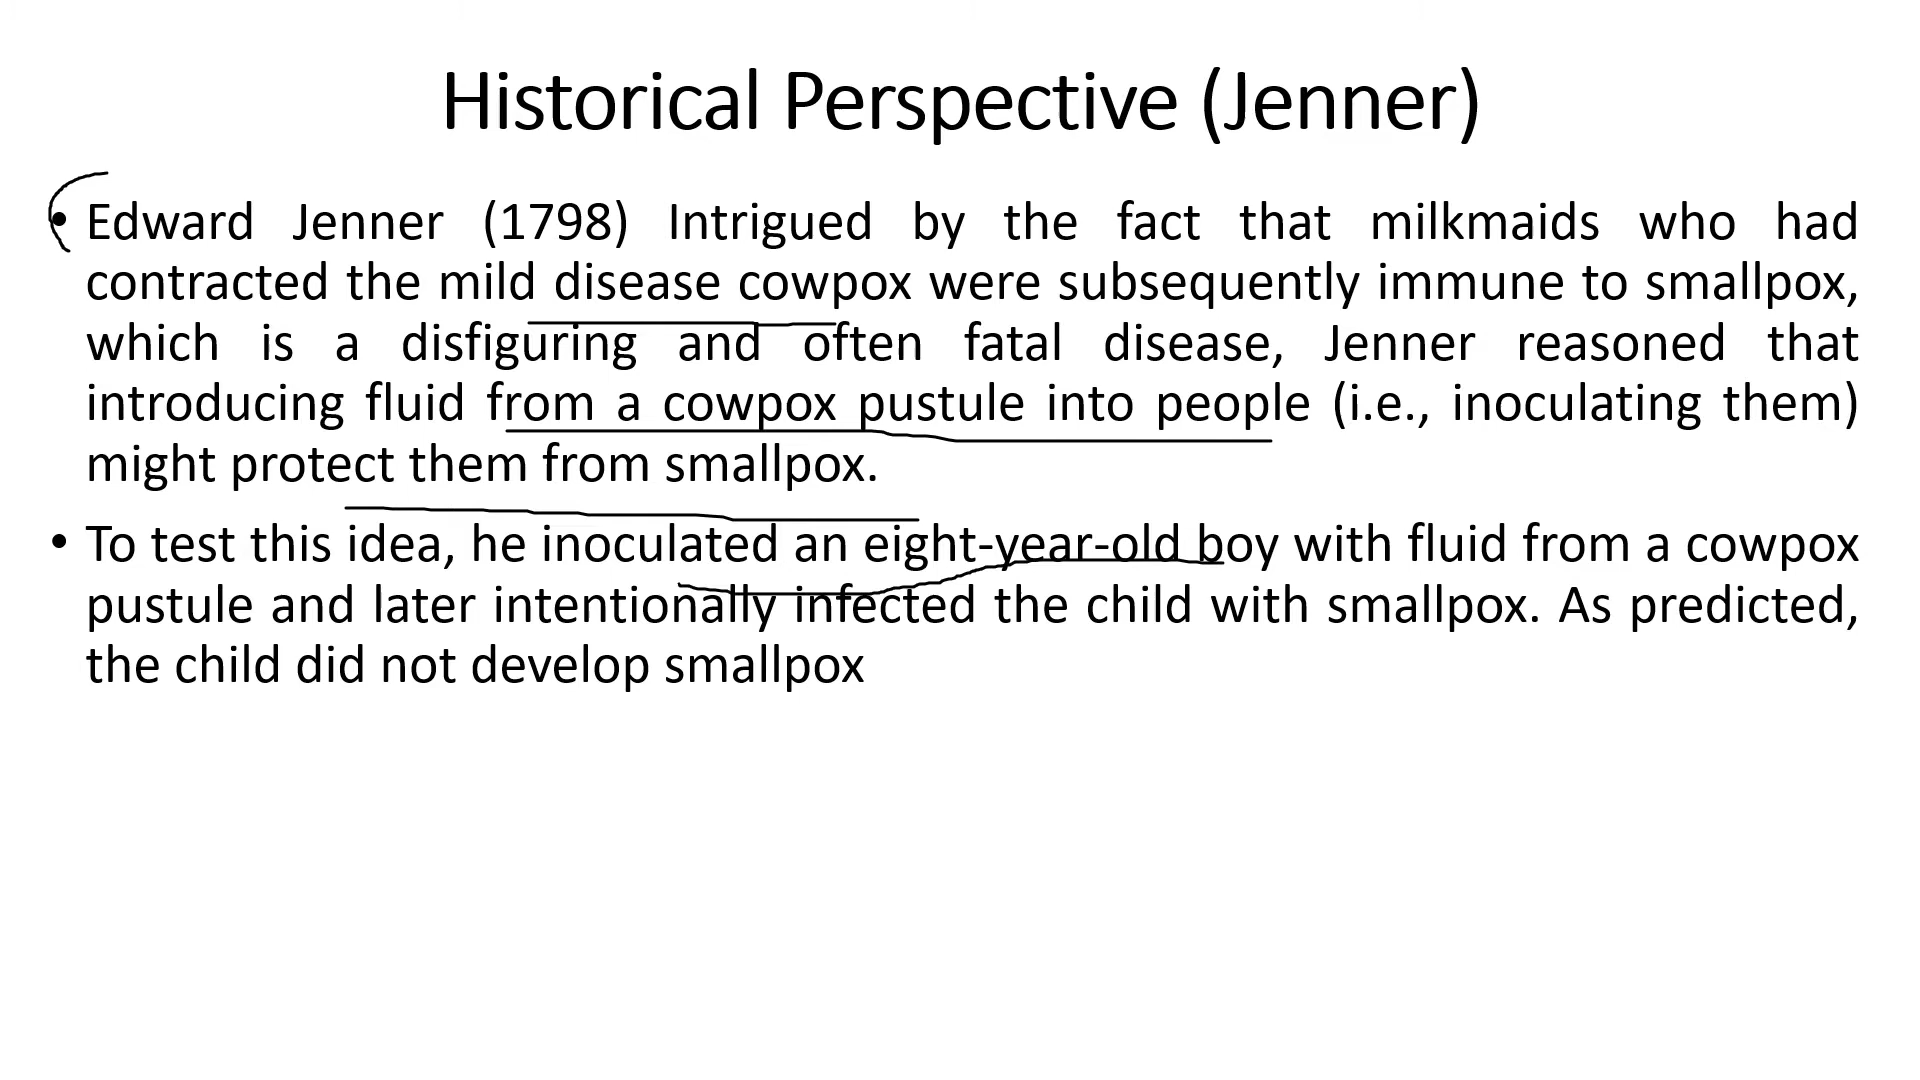 Historical Perspective (Jenner)
• Edward Jenner (1798) Intrigued by the fact that milkmaids who had
contracted the mild disease cowpox were subsequently immune to smallpox,
which is a disfiguring and often fatal disease, Jenner reasoned that
introducing fluid from a cowpox pustule into people (i.e., inoculating them)
might protect them from smallpox.
• To test this idea, he inoculated an eight-year-old boy with fluid from a cowpox
pustule and later intentionally infected the child with smallpox. As predicted,
the child did not develop smallpox